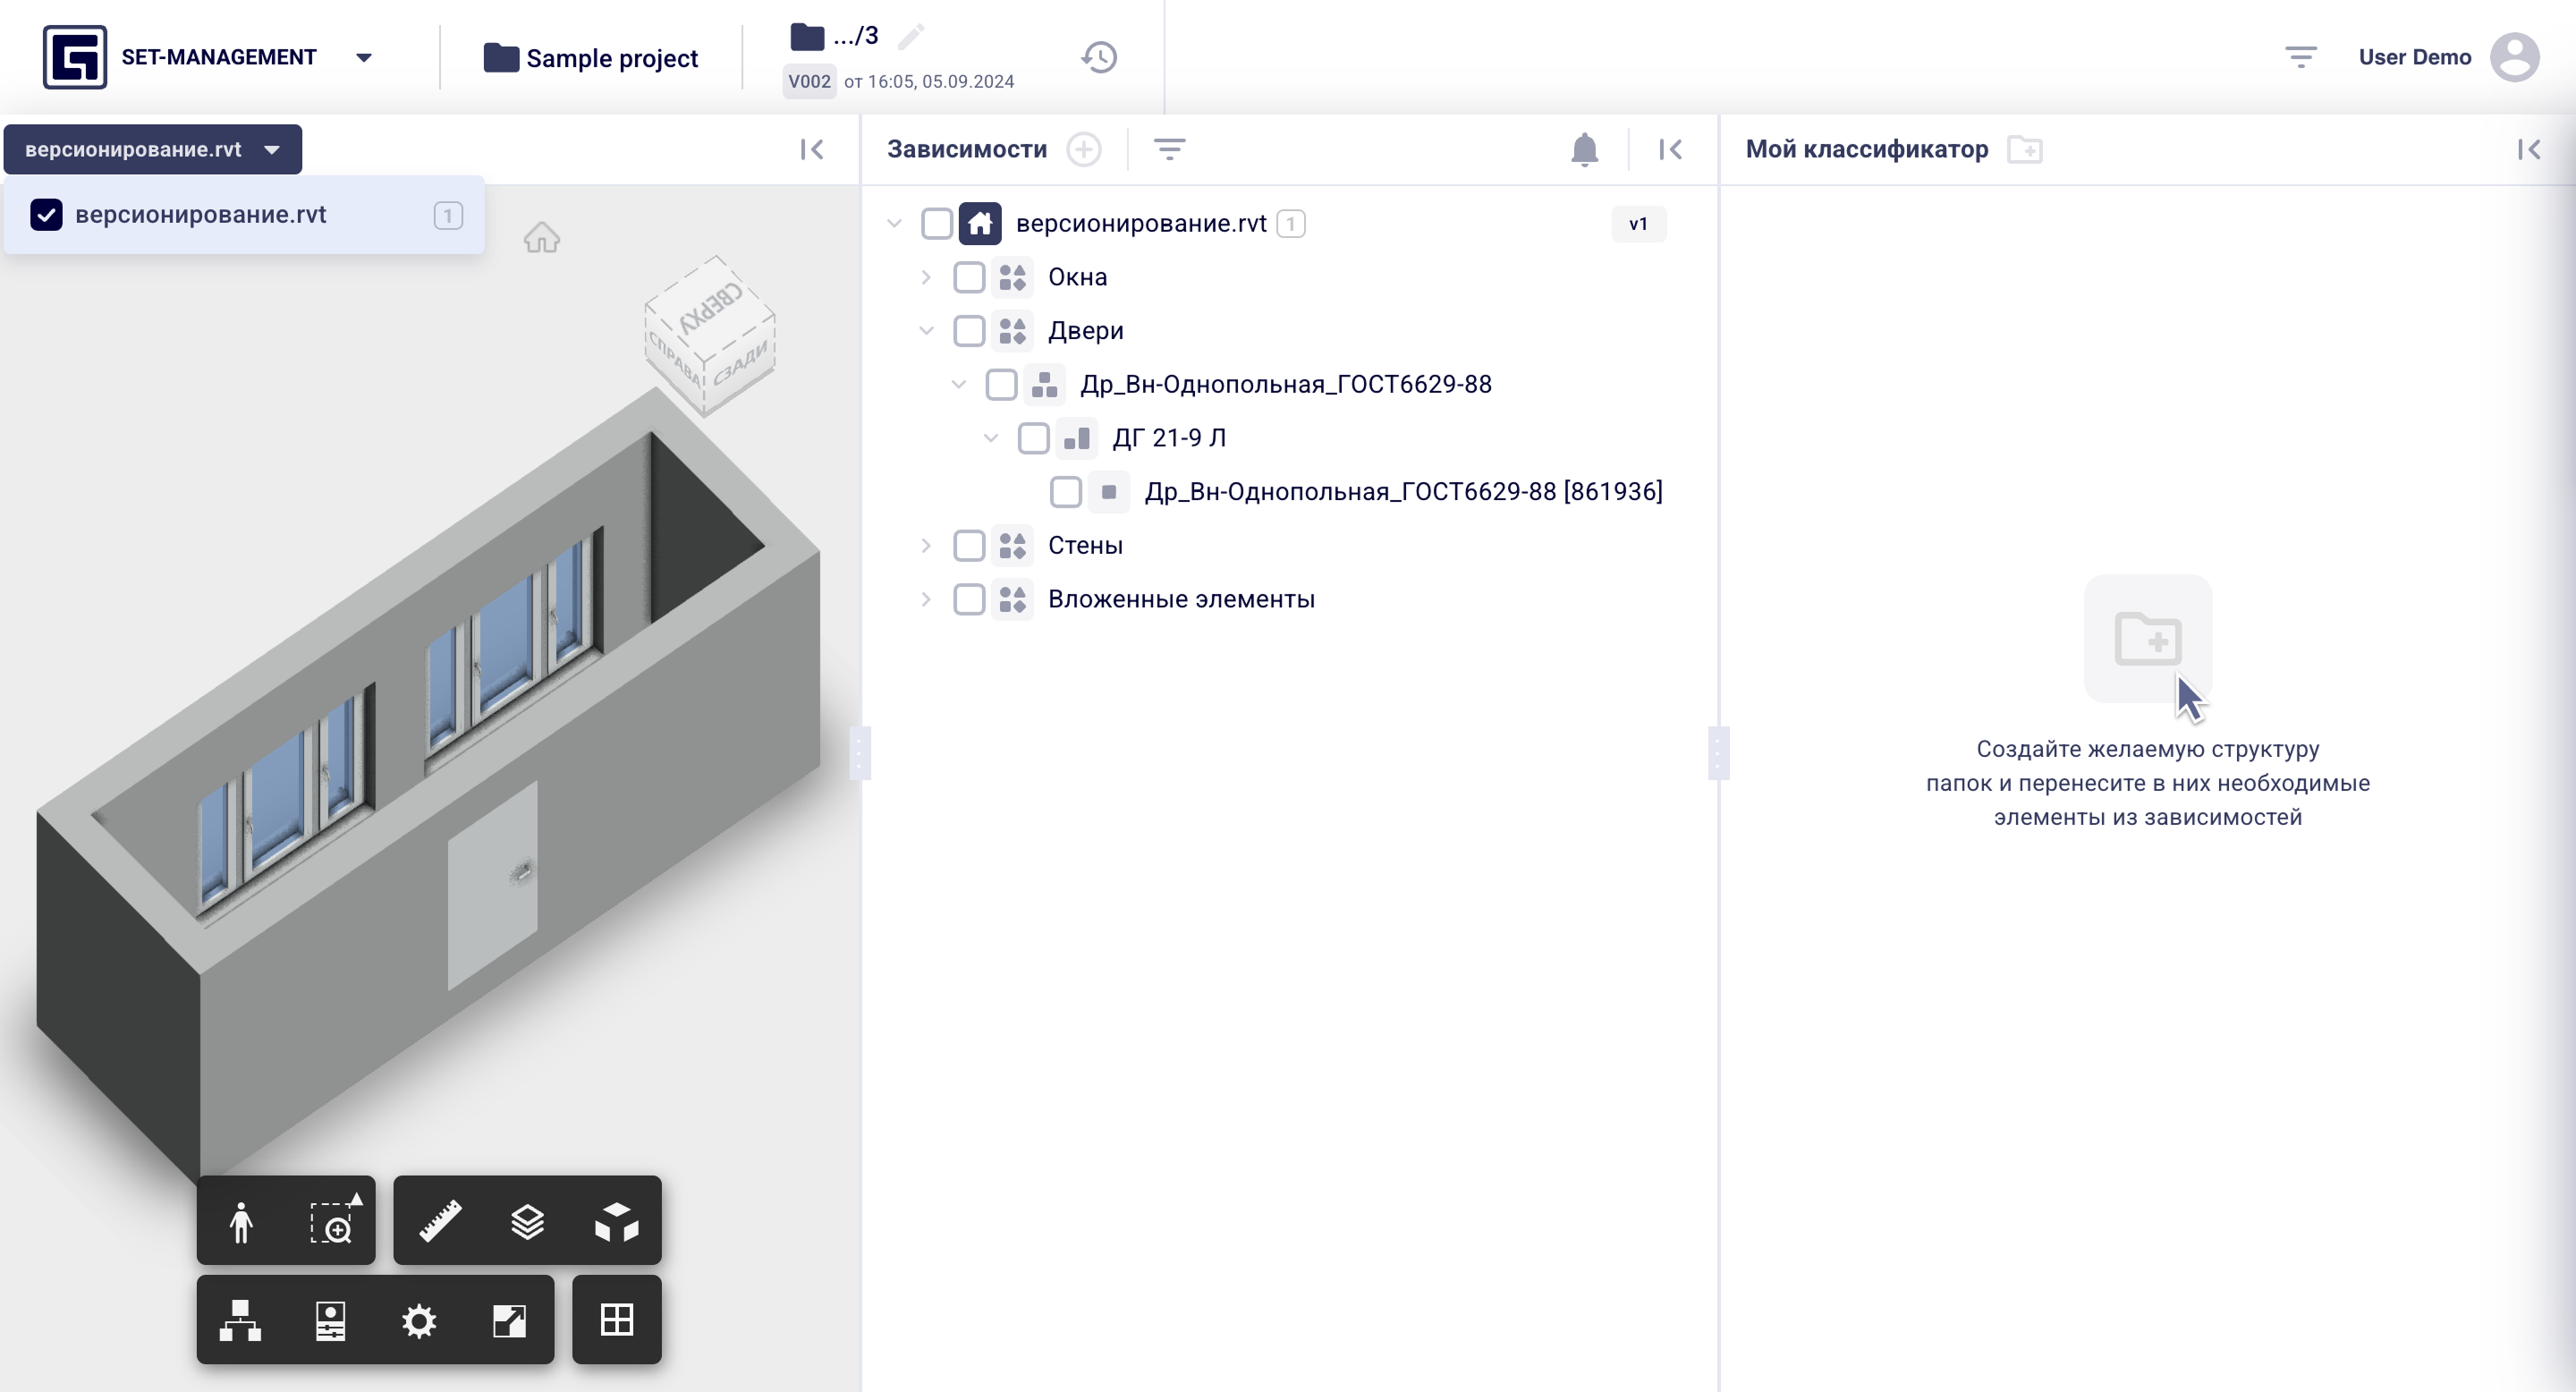 SET-MANAGEMENT
Sample project
.../3
V002 от 16:05, 05.09.2024
User Demo
версионирование.rvt
версионирование.rvt 1
СВЕРХУ
СПРАВА
СЗАДИ
Зависимости
версионирование.rvt 1 v1
Окна
Двери
Др_Вн-Однопольная_ГОСТ6629-88
ДГ 21-9 Л
Др_Вн-Однопольная_ГОСТ6629-88 [861936]
Стены
Вложенные элементы
Мой классификатор
Создайте желаемую структуру
папок и перенесите в них необходимые
элементы из зависимостей